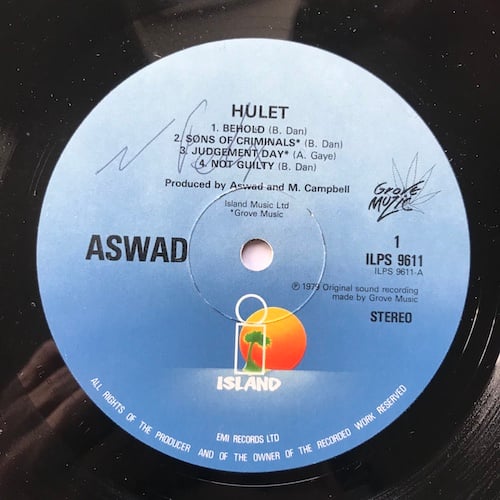 HULET
1. BEHOLD (B. Dan)
2. SONS OF CRIMINALS* (B. Dan)
3. JUDGEMENT DAY* (A. Gaye)
4. NOT GUILTY (B. Dan)
Produced by Aswad and M. Campbell
Island Music Ltd
*Grove Music
Grove
MUZIC
ASWAD
1
ILPS 9611
ILPS 9611-A
℗ 1979 Original sound recording
made by Grove Music
STEREO
ISLAND
EMI RECORDS LTD
ALL RIGHTS OF THE PRODUCER AND OF THE OWNER OF THE RECORDED WORK RESERVED